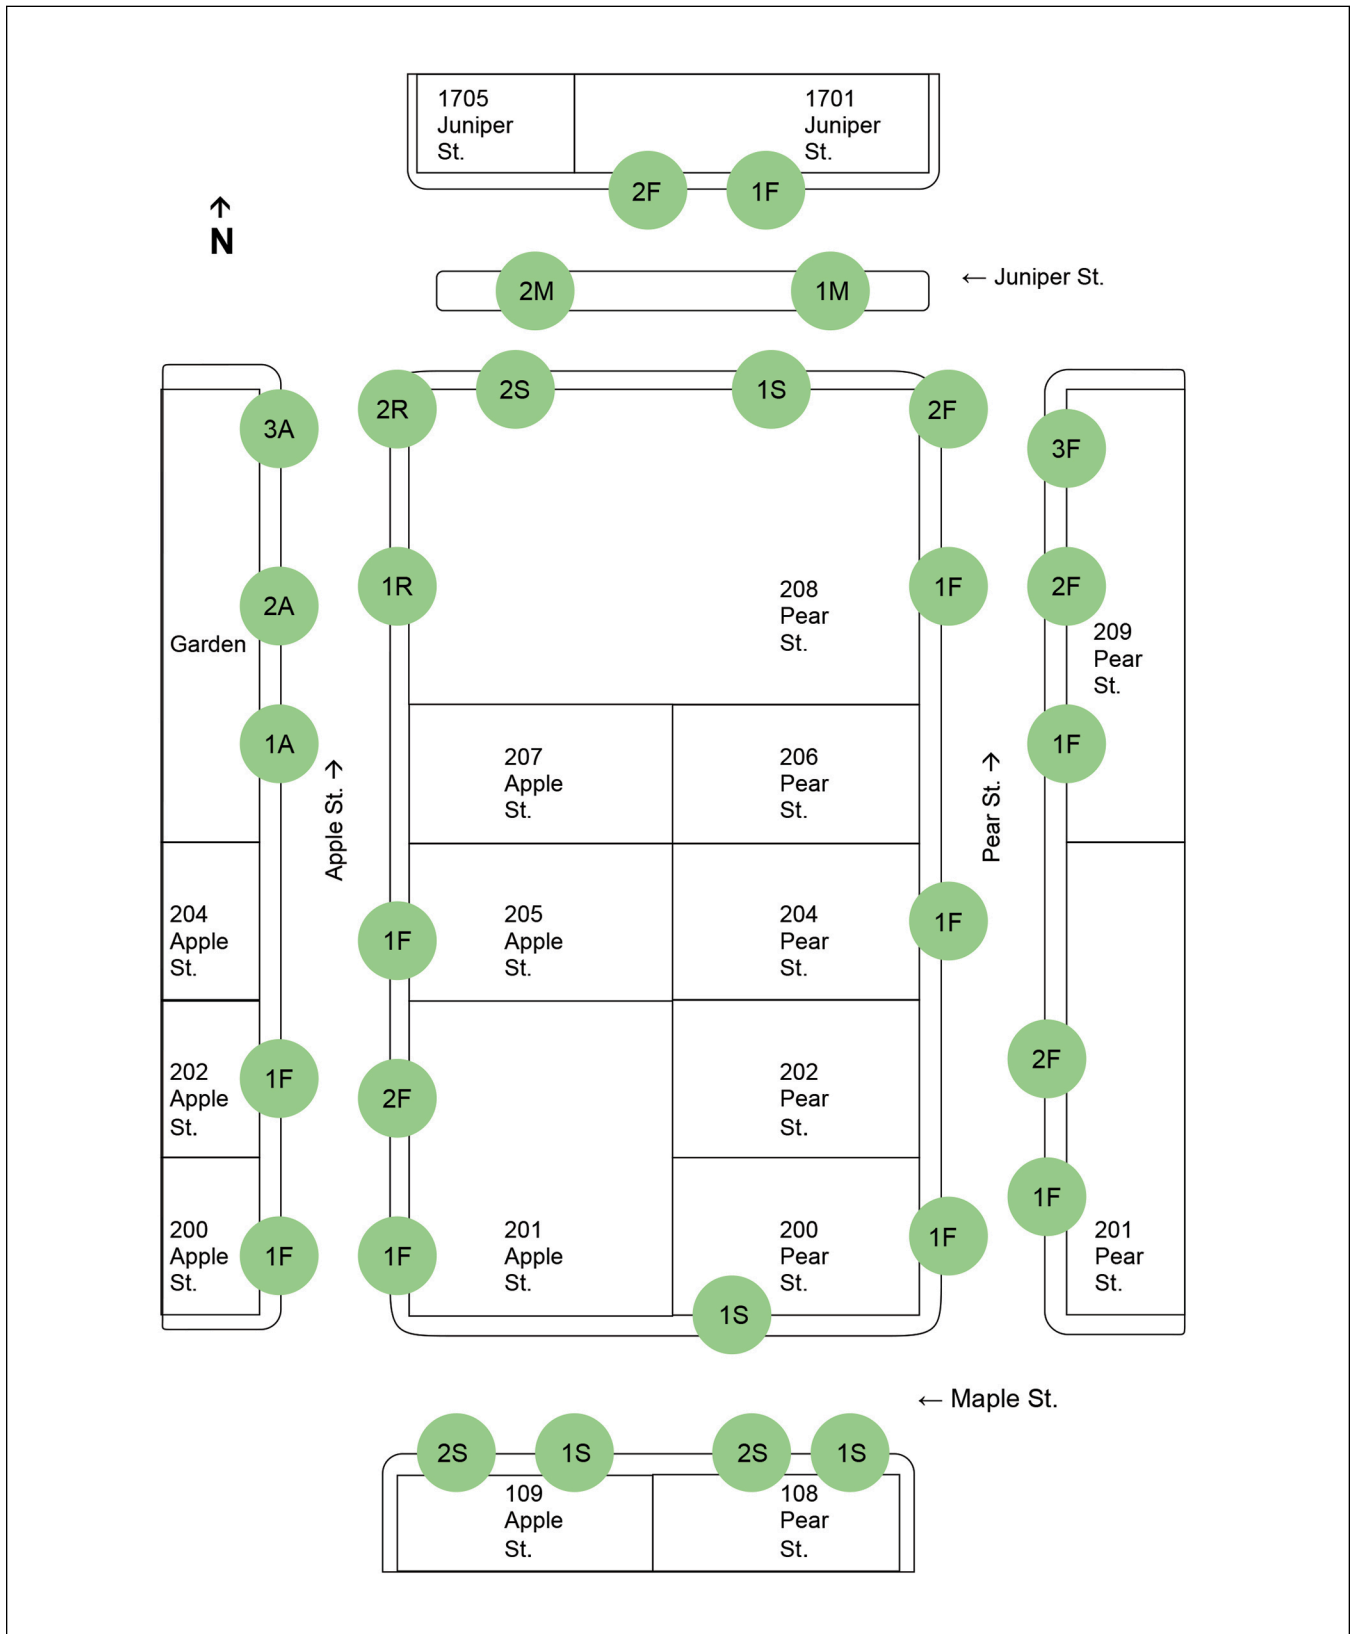 1705
Juniper
St.
1701
Juniper
St.
2F
1F
↑
N
2M
1M
← Juniper St.
2S
1S
2R
2F
3A
3F
1R
1F
2F
2A
Garden
208
Pear
St.
209
Pear
St.
1A
1F
207
Apple
St.
206
Pear
St.
Apple St. →
Pear St. →
204
Apple
St.
1F
205
Apple
St.
204
Pear
St.
1F
202
Apple
St.
1F
2F
202
Pear
St.
2F
1F
200
Apple
St.
1F
1F
201
Apple
St.
200
Pear
St.
1F
201
Pear
St.
1S
← Maple St.
2S
1S
2S
1S
109
Apple
St.
108
Pear
St.